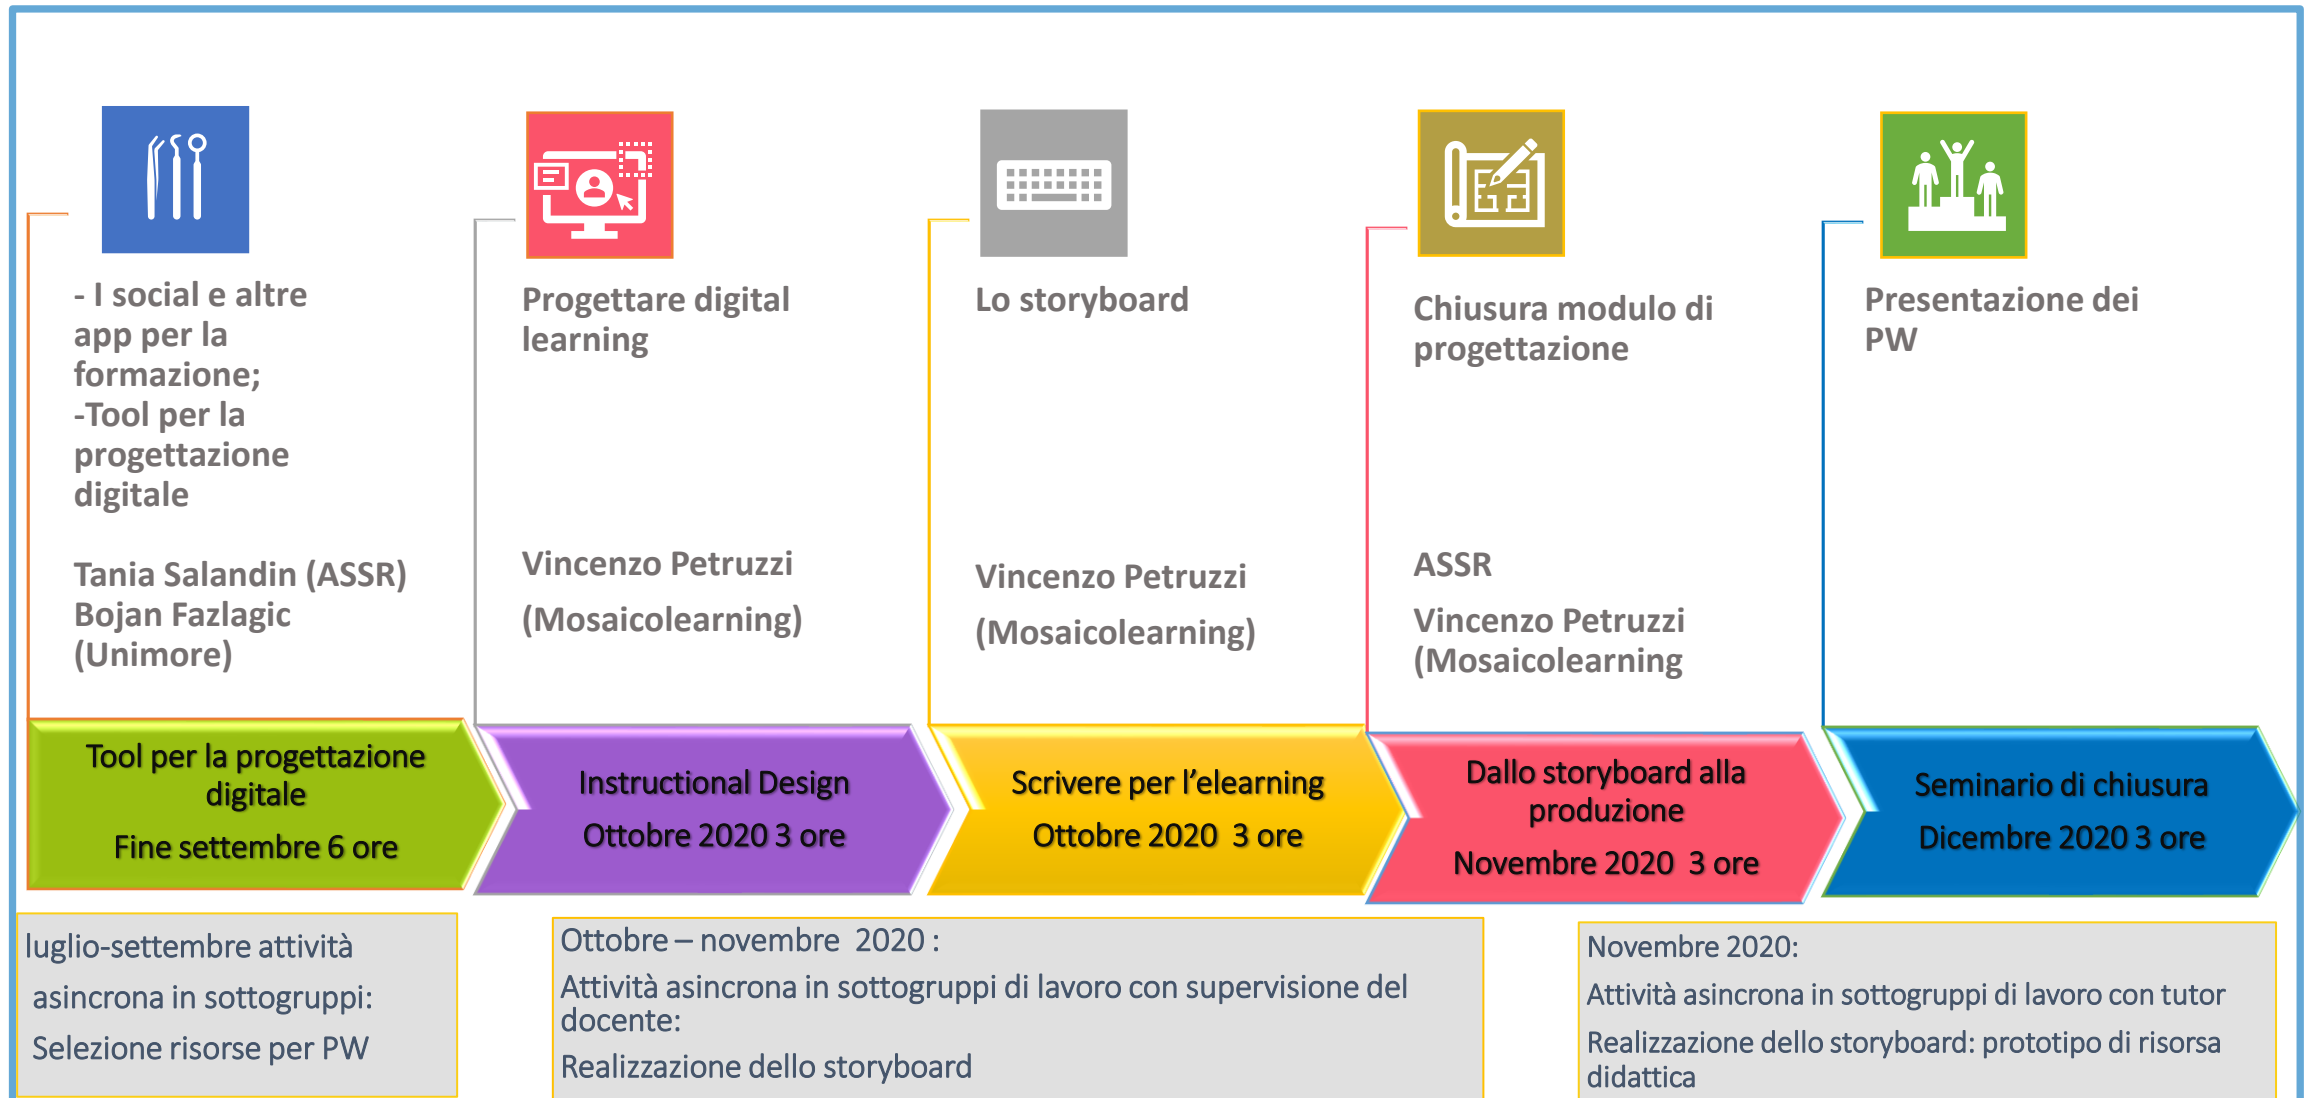 - I social e altre
app per la
formazione;
-Tool per la
progettazione
digitale
Tania Salandin (ASSR)
Bojan Fazlagic
(Unimore)
Progettare digital
learning
Vincenzo Petruzzi
(Mosaicolearning)
Lo storyboard
Vincenzo Petruzzi
(Mosaicolearning)
Chiusura modulo di
progettazione
ASSR
Vincenzo Petruzzi
(Mosaicolearning
Presentazione dei
PW
Tool per la progettazione
digitale
Fine settembre 6 ore
Instructional Design
Ottobre 2020 3 ore
Scrivere per l’elearning
Ottobre 2020  3 ore
Dallo storyboard alla
produzione
Novembre 2020  3 ore
Seminario di chiusura
Dicembre 2020 3 ore
luglio-settembre attività
asincrona in sottogruppi:
Selezione risorse per PW
Ottobre – novembre  2020 :
Attività asincrona in sottogruppi di lavoro con supervisione del
docente:
Realizzazione dello storyboard
Novembre 2020:
Attività asincrona in sottogruppi di lavoro con tutor
Realizzazione dello storyboard: prototipo di risorsa
didattica